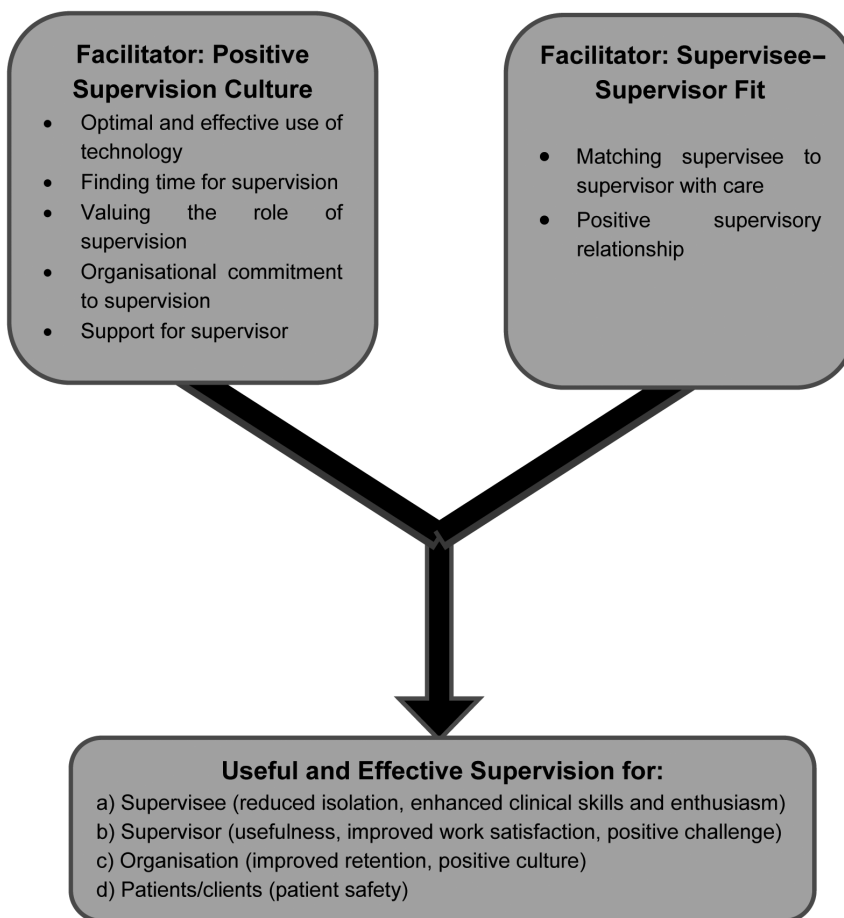 Facilitator: Positive
Supervision Culture
• Optimal and effective use of
technology
• Finding time for supervision
• Valuing the role of
supervision
• Organisational commitment
to supervision
• Support for supervisor
Facilitator: Supervisee–
Supervisor Fit
• Matching supervisee to
supervisor with care
• Positive supervisory
relationship
Useful and Effective Supervision for:
a) Supervisee (reduced isolation, enhanced clinical skills and enthusiasm)
b) Supervisor (usefulness, improved work satisfaction, positive challenge)
c) Organisation (improved retention, positive culture)
d) Patients/clients (patient safety)